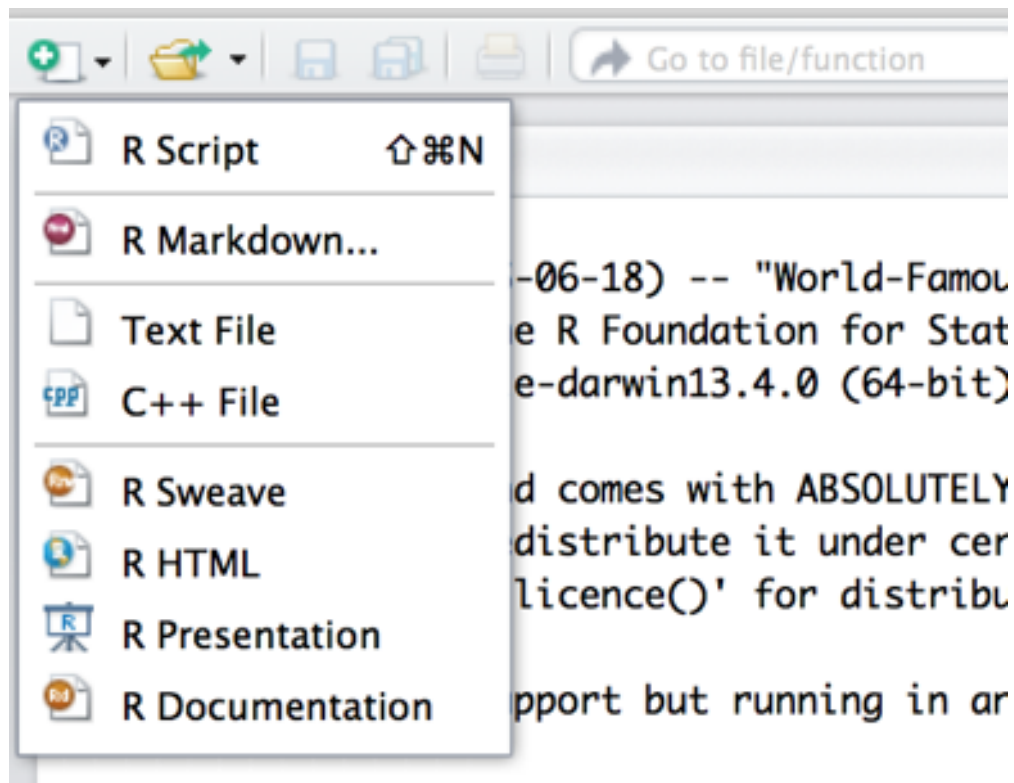 Go to file/function
R Script ⇧⌘N
R Markdown...
Text File
C++ File
R Sweave
R HTML
R Presentation
R Documentation
-06-18) -- "World-Famou
e R Foundation for Stat
e-darwin13.4.0 (64-bit)
d comes with ABSOLUTELY
distribute it under cer
licence()' for distribu
pport but running in an